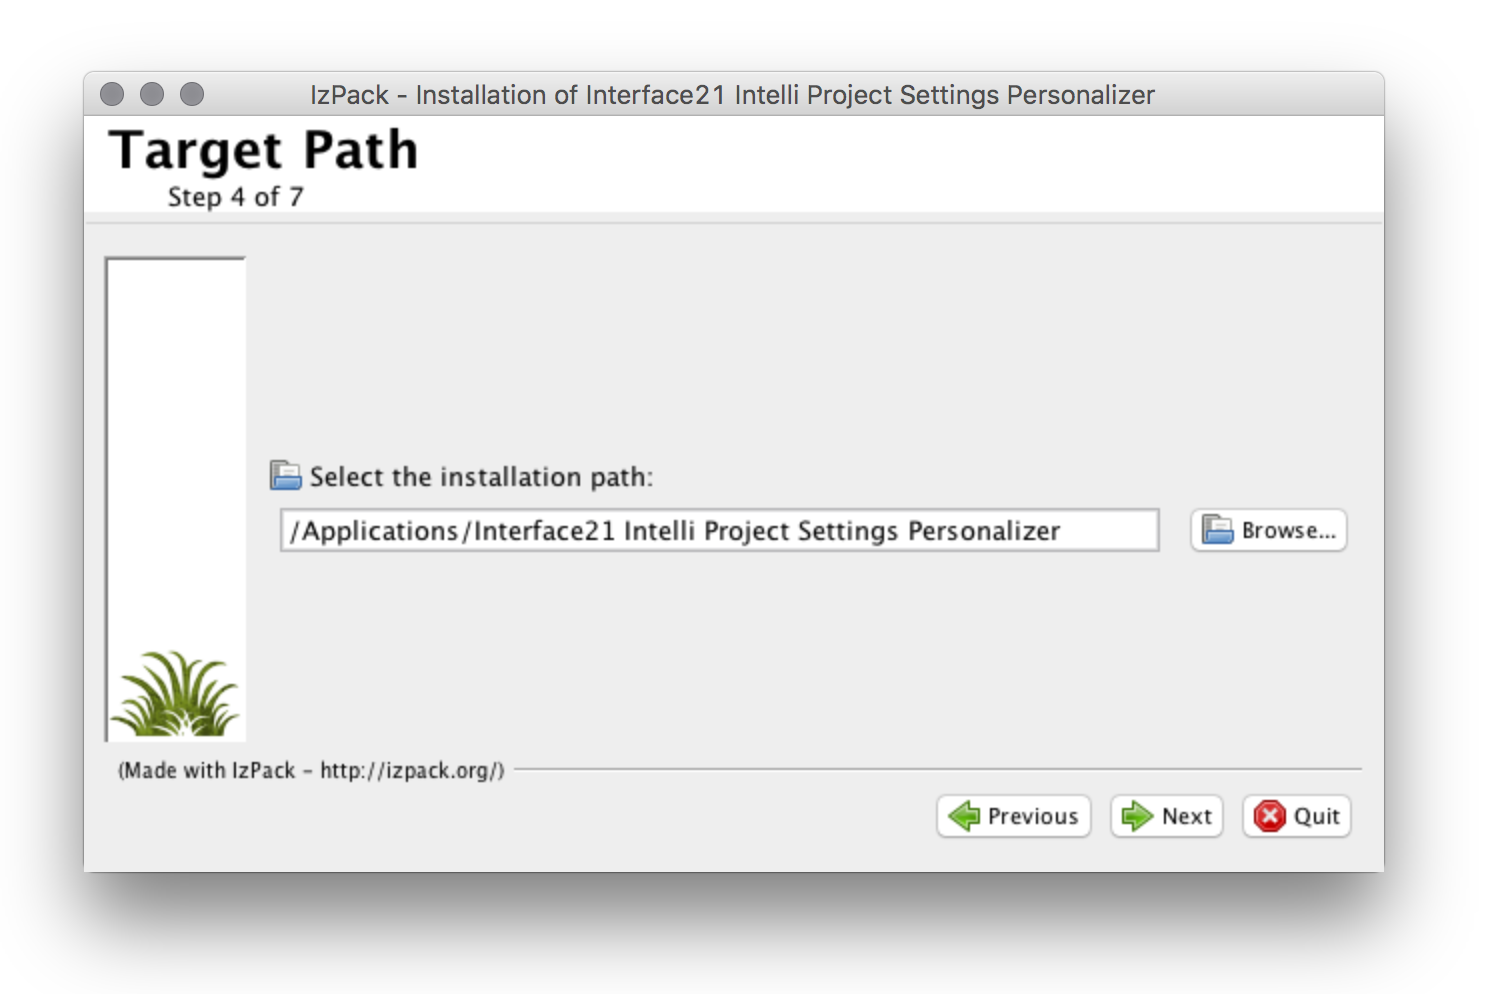 IzPack - Installation of Interface21 Intelli Project Settings Personalizer
Target Path
Step 4 of 7
Select the installation path:
/Applications/Interface21 Intelli Project Settings Personalizer
Browse...
(Made with IzPack - http://izpack.org/)
Previous
Next
Quit